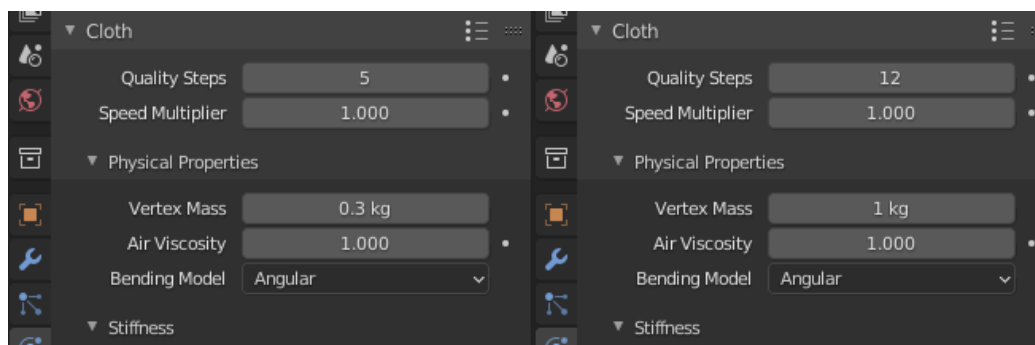 Cloth
Quality Steps 5
Speed Multiplier 1.000
Physical Properties
Vertex Mass 0.3 kg
Air Viscosity 1.000
Bending Model Angular
Stiffness
Cloth
Quality Steps 12
Speed Multiplier 1.000
Physical Properties
Vertex Mass 1 kg
Air Viscosity 1.000
Bending Model Angular
Stiffness